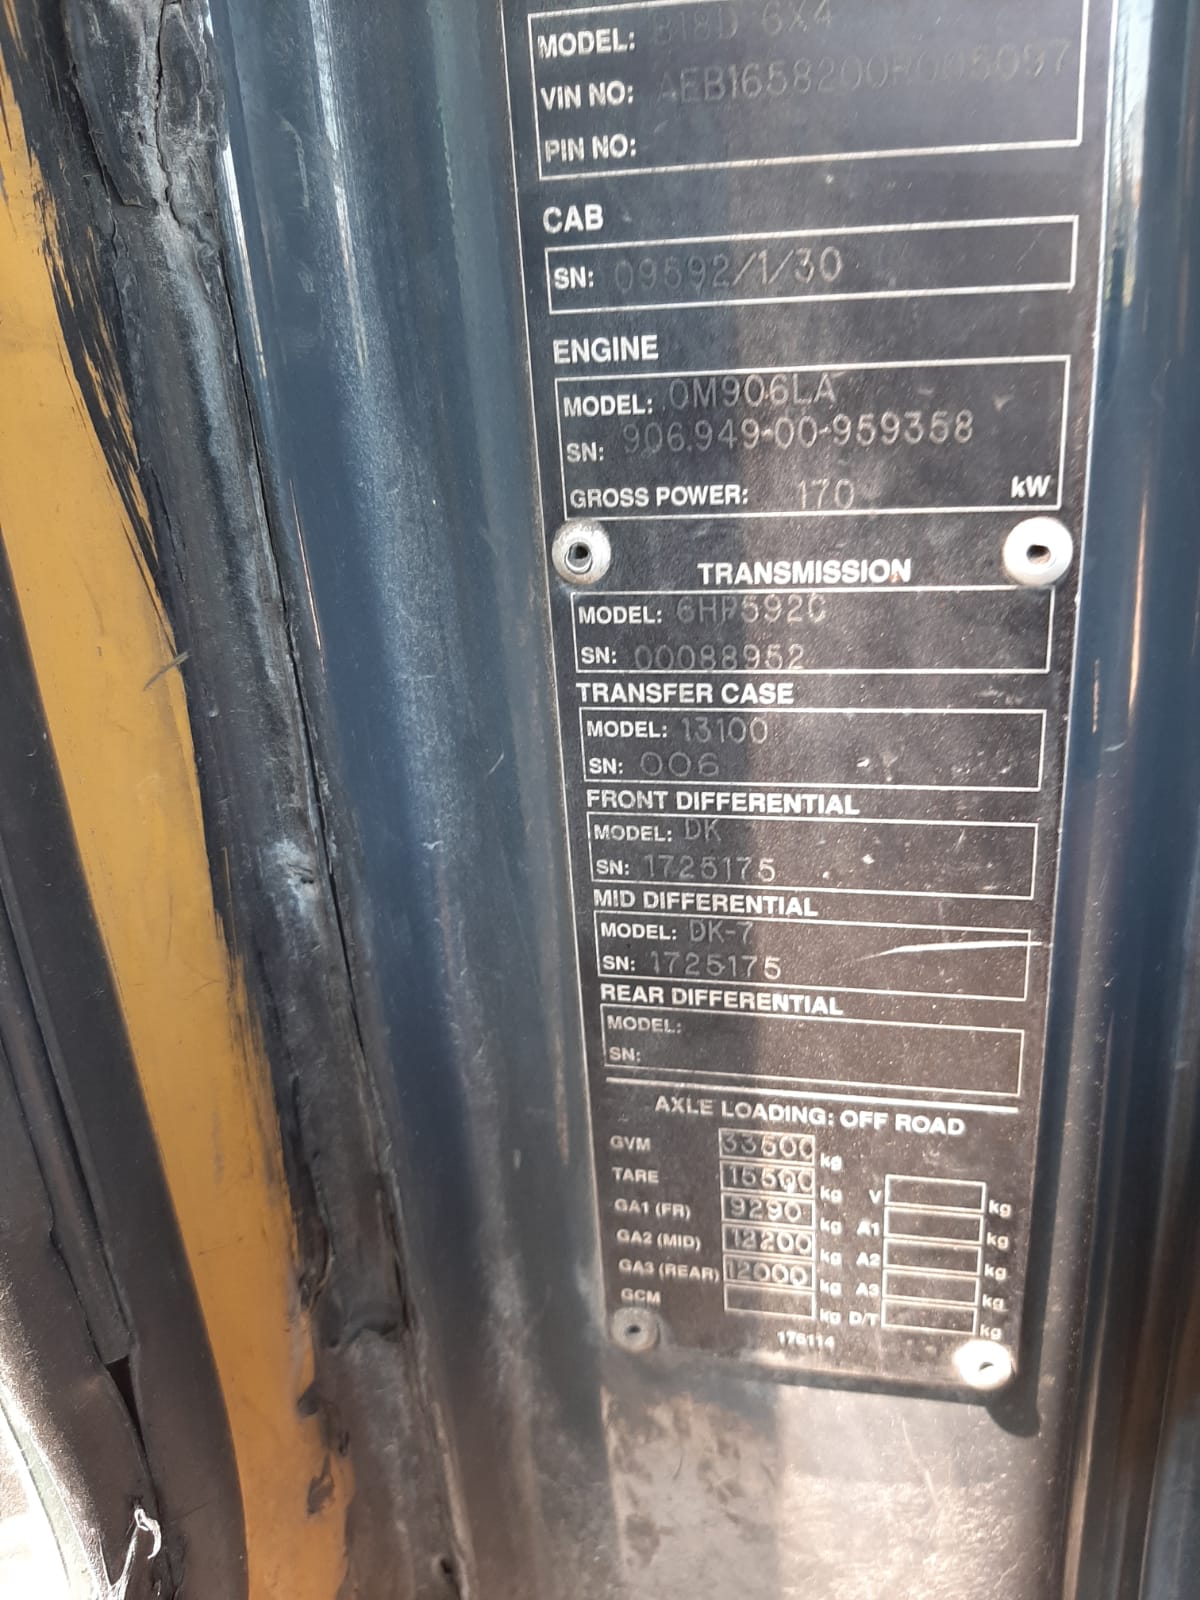 MODEL: B18D 6X4
VIN NO: AEB1658200R005057
PIN NO:
CAB
SN: 09592/1/30
ENGINE
MODEL: OM906LA
SN: 906.949-00-959358
GROSS POWER: 170 kW
TRANSMISSION
MODEL: 6HP592C
SN: 00088952
TRANSFER CASE
MODEL: 13100
SN: 006
FRONT DIFFERENTIAL
MODEL: DK
SN: 1725175
MID DIFFERENTIAL
MODEL: DK-7
SN: 1725175
REAR DIFFERENTIAL
MODEL:
SN:
AXLE LOADING: OFF ROAD
GVM 33500 kg
TARE 15500 kg V kg
GA1 (FR) 9290 kg A1 kg
GA2 (MID) 12200 kg A2 kg
GA3 (REAR) 12000 kg A3 kg
GCM kg D/T kg
176114